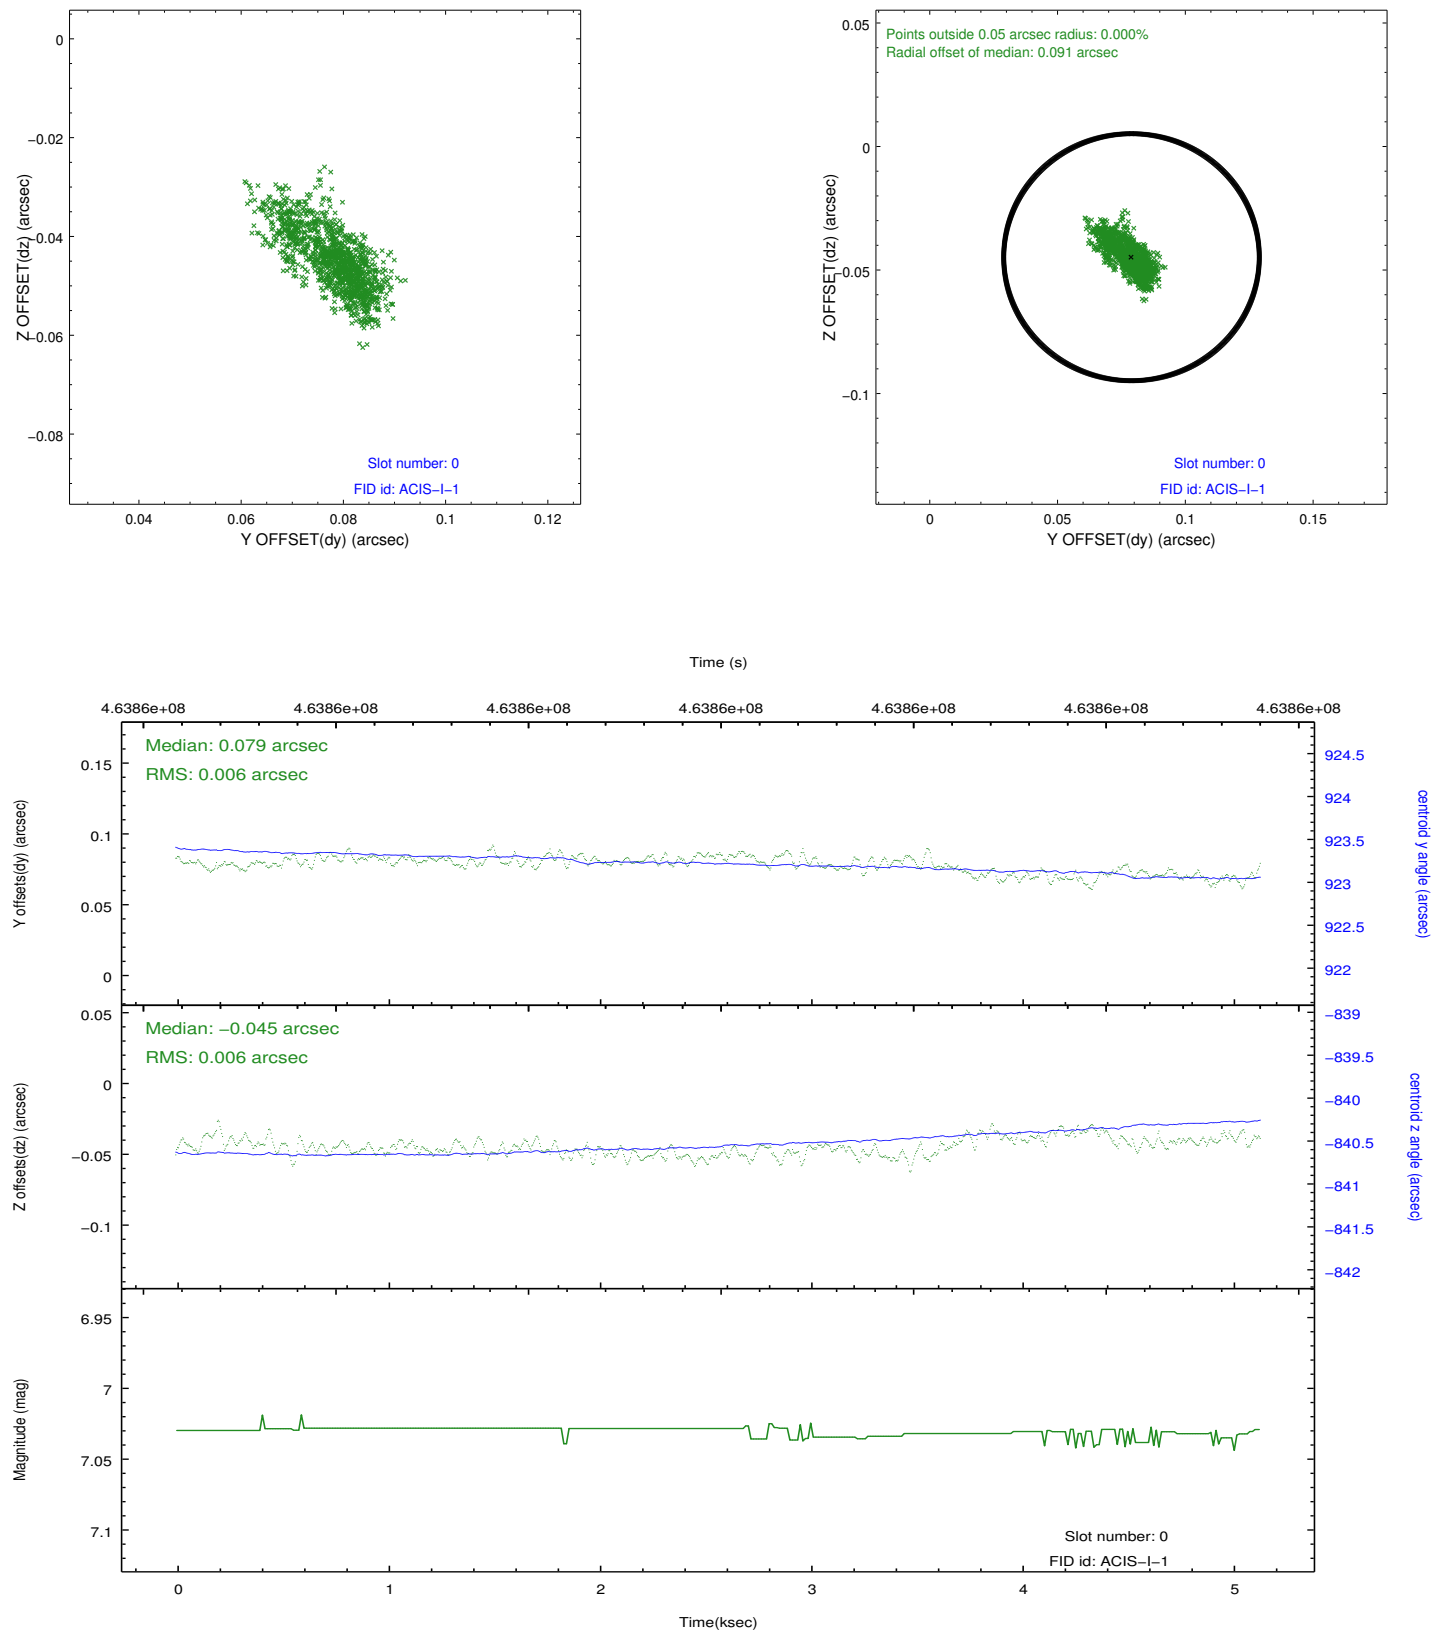 0
−0.02
−0.04
−0.06
−0.08
Z OFFSET(dz) (arcsec)
Slot number: 0
FID id: ACIS−I−1
0.04
0.06
0.08
0.1
0.12
Y OFFSET(dy) (arcsec)
Points outside 0.05 arcsec radius: 0.000%
Radial offset of median: 0.091 arcsec
0.05
0
−0.05
−0.1
Z OFFSET(dz) (arcsec)
Slot number: 0
FID id: ACIS−I−1
0
0.05
0.1
0.15
Y OFFSET(dy) (arcsec)
Time (s)
4.6386e+08
4.6386e+08
4.6386e+08
4.6386e+08
4.6386e+08
4.6386e+08
4.6386e+08
Median: 0.079 arcsec
RMS: 0.006 arcsec
0.15
0.1
0.05
0
Y offsets(dy) (arcsec)
924.5
924
923.5
923
922.5
922
centroid y angle (arcsec)
Median: −0.045 arcsec
RMS: 0.006 arcsec
0.05
0
−0.05
−0.1
Z offsets(dz) (arcsec)
−839
−839.5
−840
−840.5
−841
−841.5
−842
centroid z angle (arcsec)
6.95
7
7.05
7.1
Magnitude (mag)
Slot number: 0
FID id: ACIS−I−1
0
1
2
3
4
5
Time(ksec)